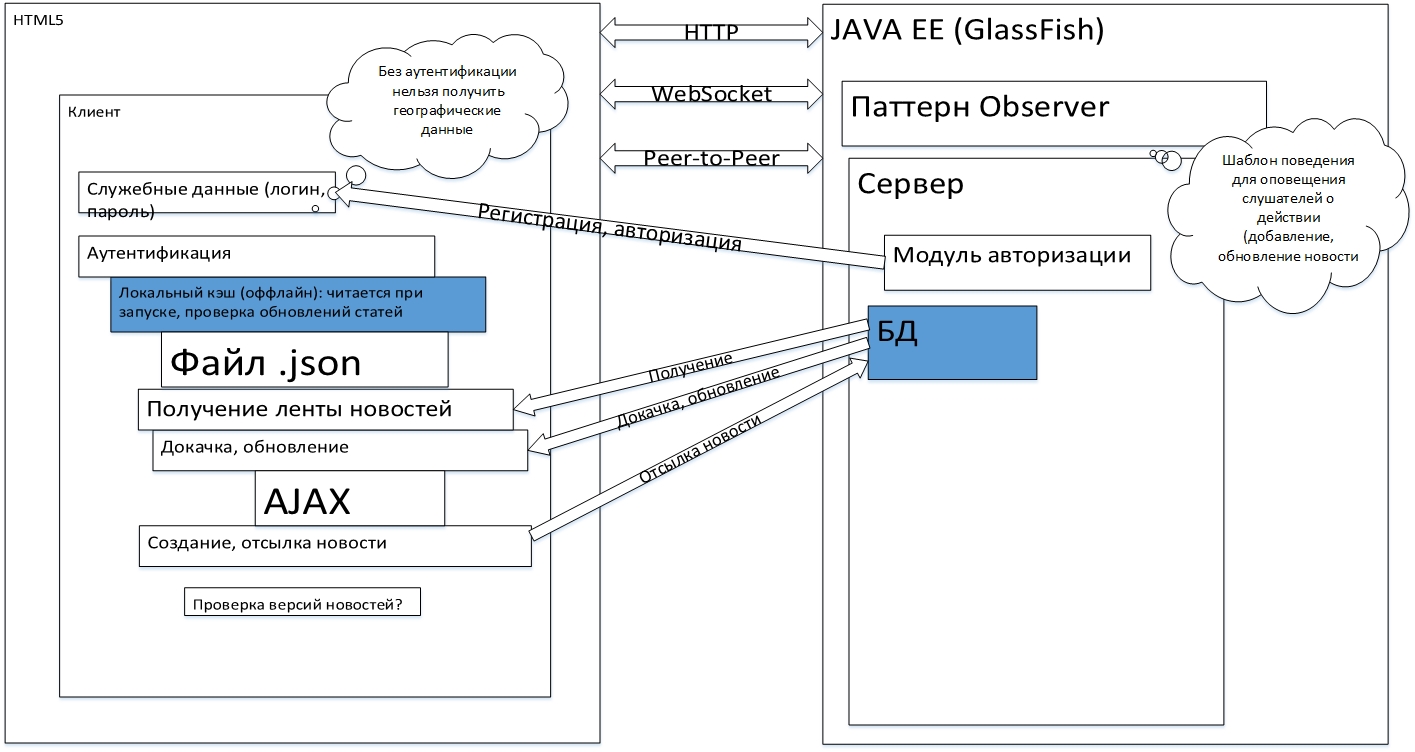 HTML5
Клиент
Без аутентификации
нельзя получить
географические
данные
Служебные данные (логин,
пароль)
Аутентификация
Локальный кэш (оффлайн): читается при
запуске, проверка обновлений статей
Файл .json
Получение ленты новостей
Докачка, обновление
AJAX
Создание, отсылка новости
Проверка версий новостей?
HTTP
WebSocket
Peer-to-Peer
Регистрация, авторизация
Получение
Докачка, обновление
Отсылка новости
JAVA EE (GlassFish)
Паттерн Observer
Сервер
Шаблон поведения
для оповещения
слушателей о
действии
(добавление,
обновление новости
Модуль авторизации
БД